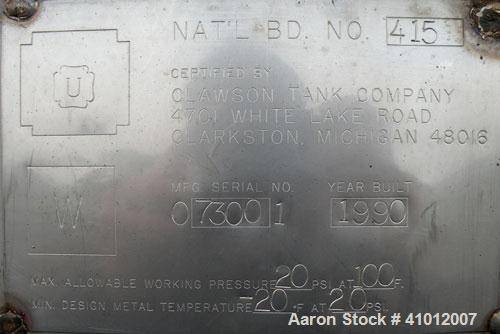 NAT'L BD. NO. 415
U
CERTIFIED BY
CLAWSON TANK COMPANY
4701 WHITE LAKE ROAD
CLARKSTON, MICHIGAN 48016
W
MFG. SERIAL NO. YEAR BUILT
07300 1 1990
MAX. ALLOWABLE WORKING PRESSURE 20 PSI AT 100 F.
MIN. DESIGN METAL TEMPERATURE -20 °F AT 20 PSI.
Aaron Stock # 41012007